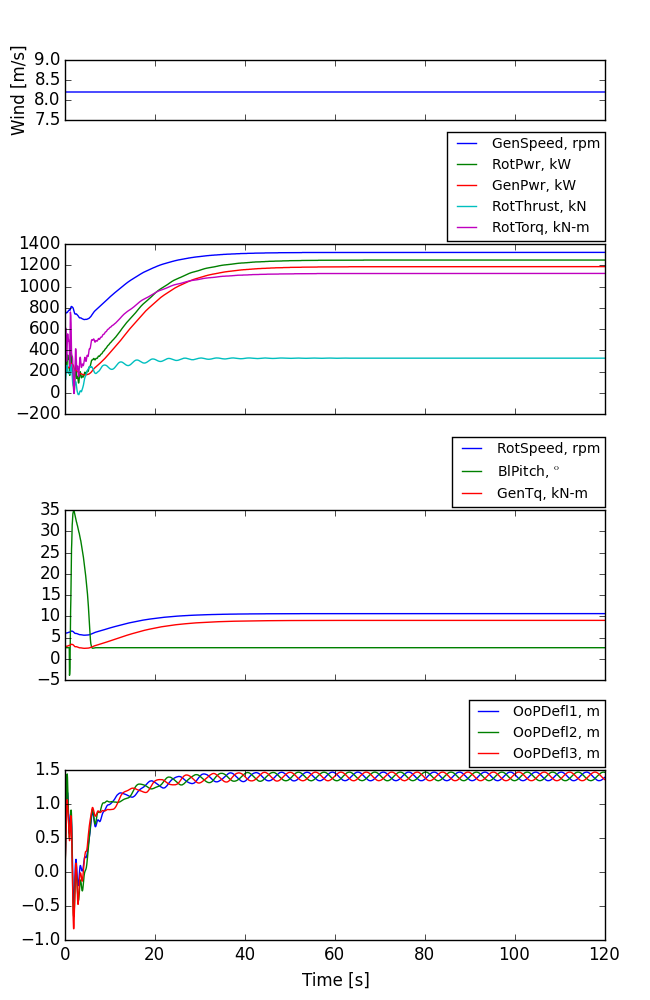 Wind [m/s]
9.0
8.5
8.0
7.5
GenSpeed, rpm
RotPwr, kW
GenPwr, kW
RotThrust, kN
RotTorq, kN-m
1400
1200
1000
800
600
400
200
0
−200
RotSpeed, rpm
BlPitch, °
GenTq, kN-m
35
30
25
20
15
10
5
0
−5
OoPDefl1, m
OoPDefl2, m
OoPDefl3, m
1.5
1.0
0.5
0.0
−0.5
−1.0
0 20 40 60 80 100 120
Time [s]